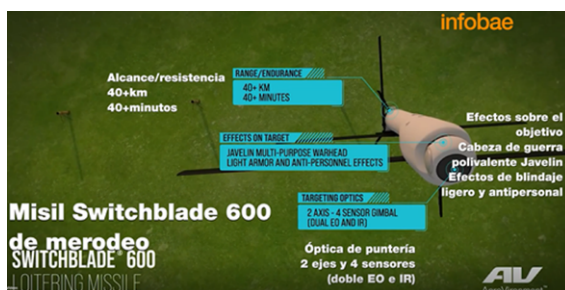 infobae
Alcance/resistencia
40+km
40+minutos
RANGE/ENDURANCE
40+ KM
40+ MINUTES
EFFECTS ON TARGET
JAVELIN MULTI-PURPOSE WARHEAD
LIGHT ARMOR AND ANTI-PERSONNEL EFFECTS
Efectos sobre el
objetivo
Cabeza de guerra
polivalente Javelin
Efectos de blindaje
ligero y antipersonal
TARGETING OPTICS
2 AXIS - 4 SENSOR GIMBAL
(DUAL EO AND IR)
Misil Switchblade 600
de merodeo
SWITCHBLADE® 600
LOITERING MISSILE
Óptica de puntería
2 ejes y 4 sensores
(doble EO e IR)
AV
AeroVironment